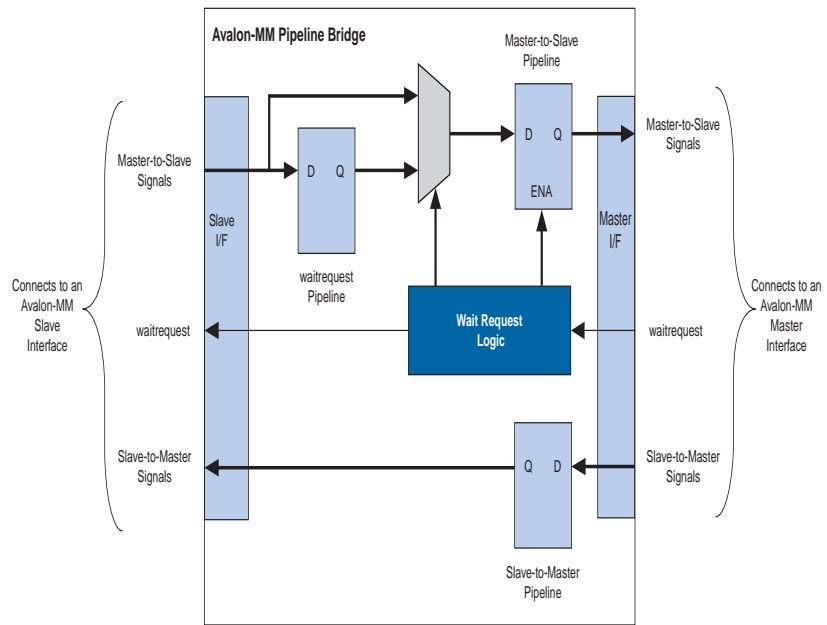 Avalon-MM Pipeline Bridge
Master-to-Slave
Pipeline
D Q
ENA
D Q
waitrequest
Pipeline
Master-to-Slave
Signals
Slave
I/F
Connects to an
Avalon-MM
Slave
Interface
waitrequest
Slave-to-Master
Signals
Wait Request
Logic
Master
I/F
Master-to-Slave
Signals
Connects to an
Avalon-MM
Master
Interface
waitrequest
Slave-to-Master
Signals
Q D
Slave-to-Master
Pipeline